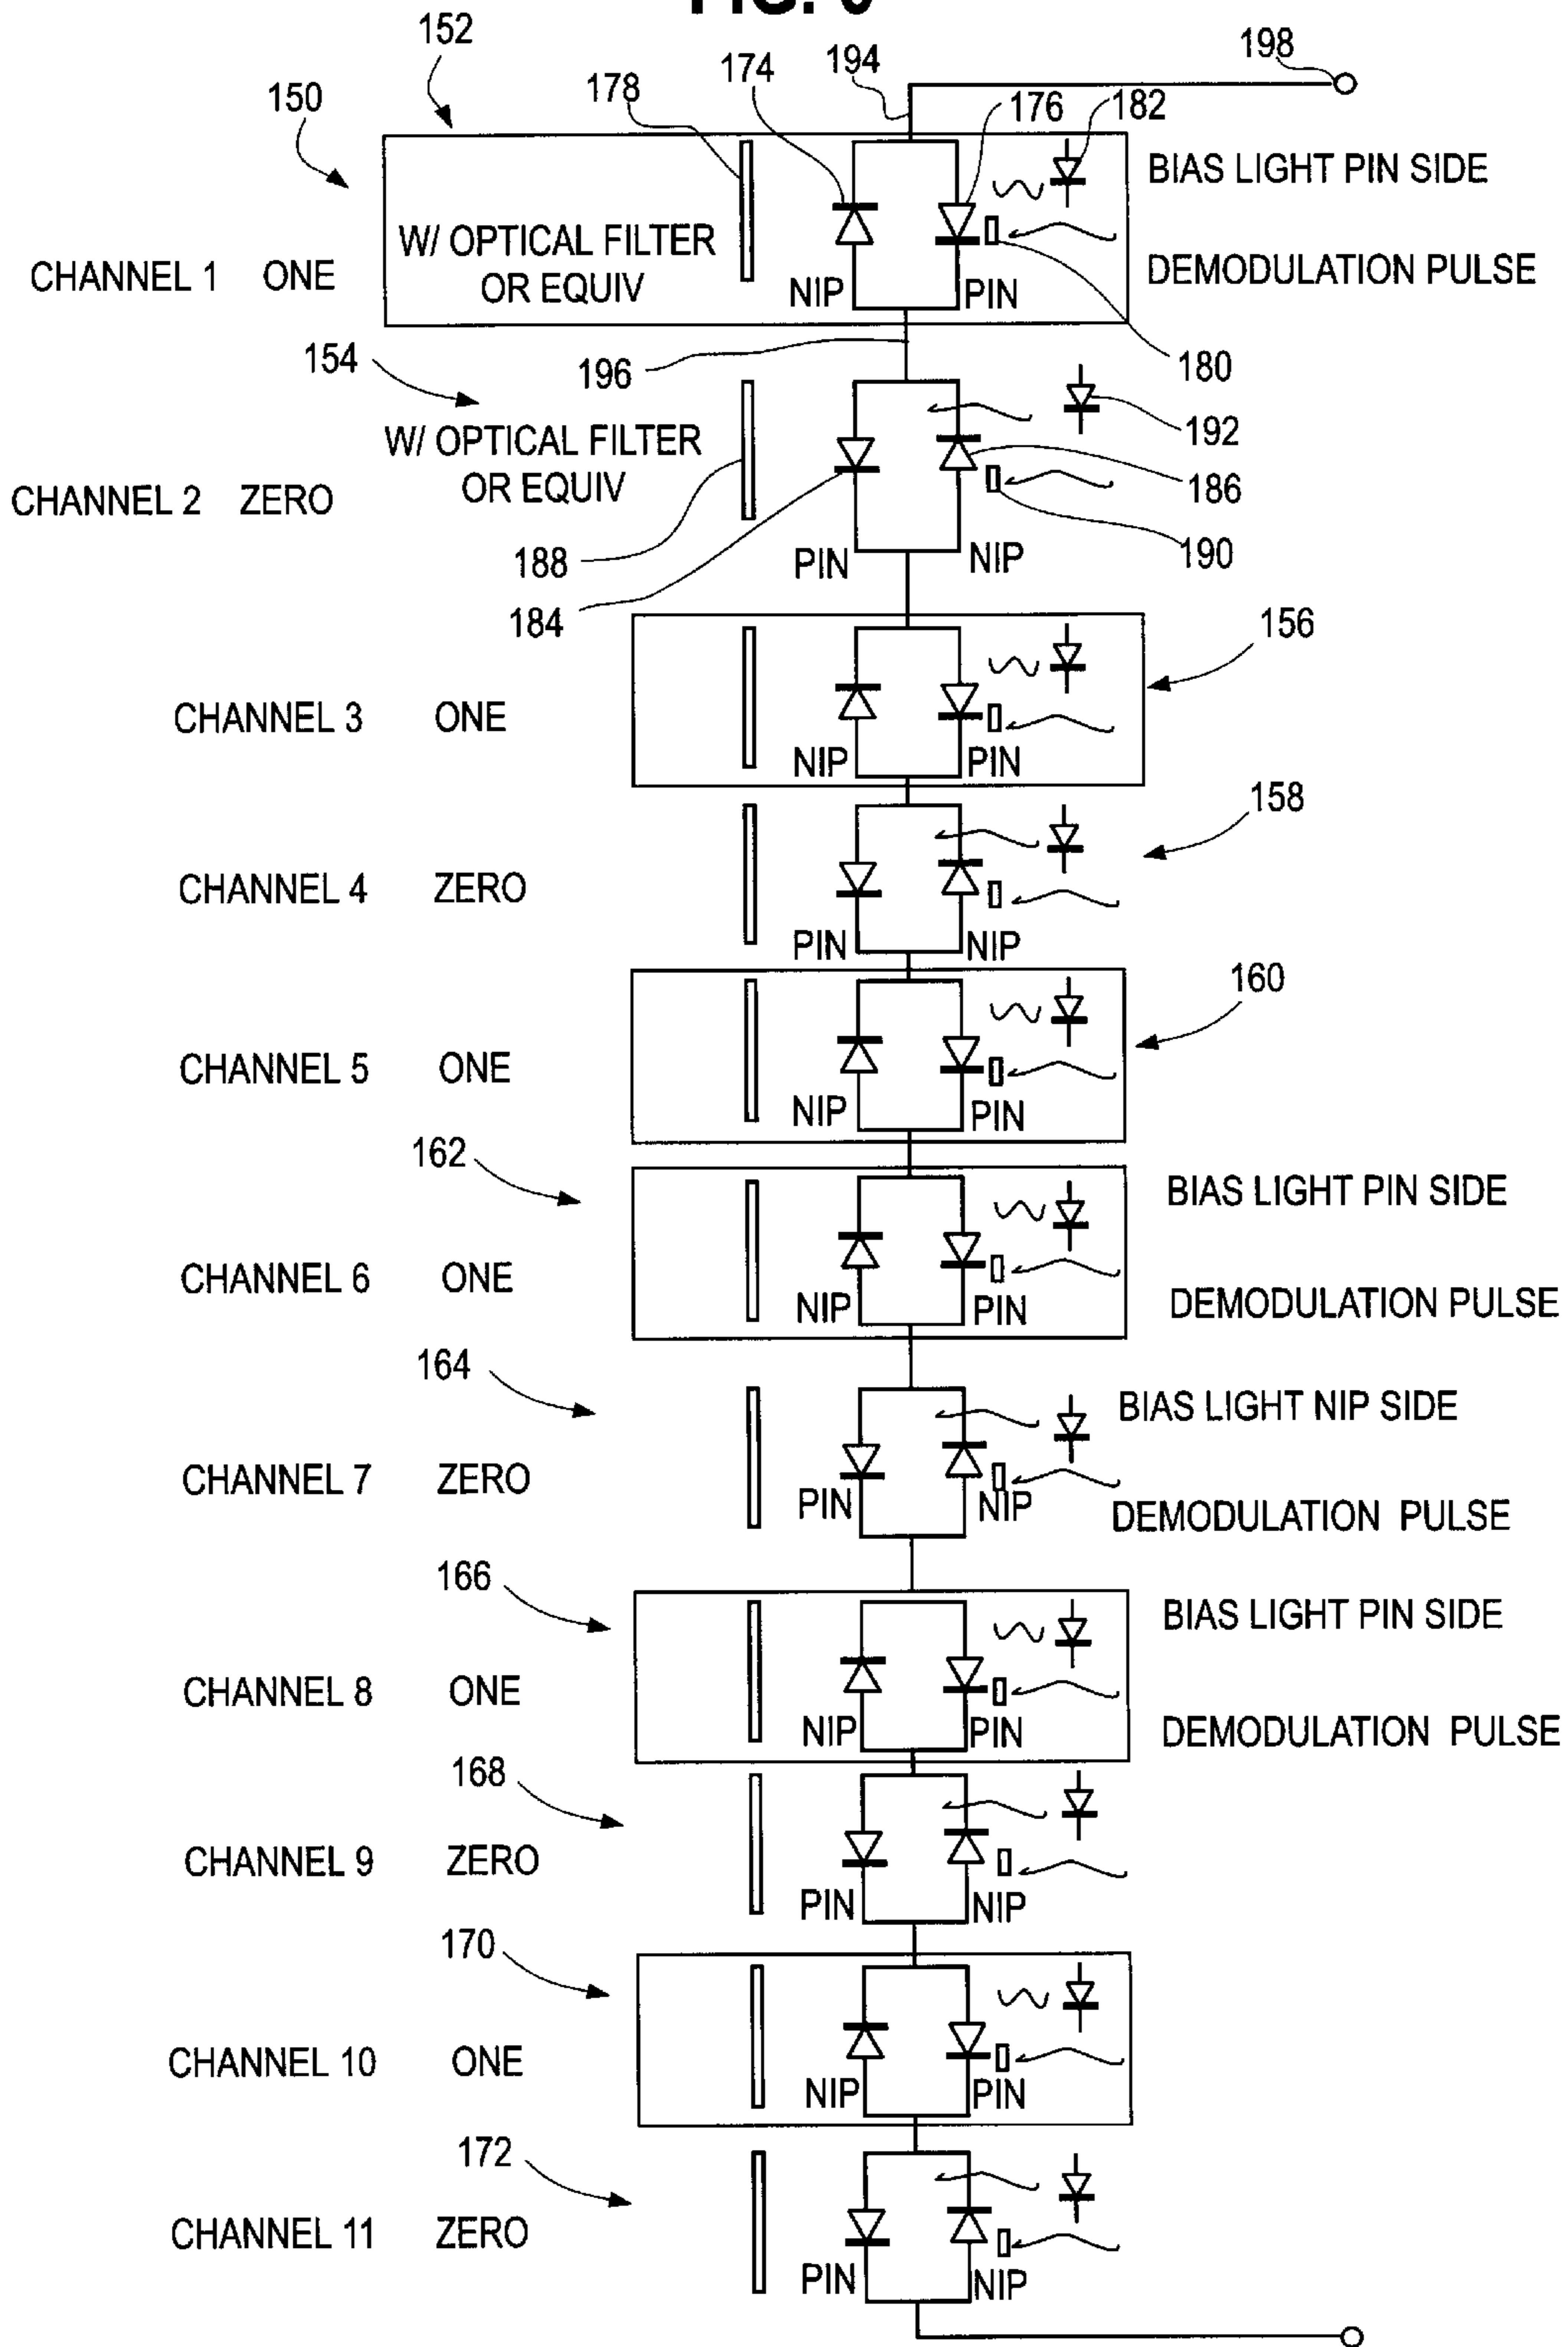 152
194
198
178
174
150
176
182
BIAS LIGHT PIN SIDE
W/ OPTICAL FILTER
OR EQUIV
CHANNEL 1 ONE
NIP
PIN
DEMODULATION PULSE
154
196
180
W/ OPTICAL FILTER
OR EQUIV
192
CHANNEL 2 ZERO
186
188
PIN
NIP
190
184
156
CHANNEL 3 ONE
NIP
PIN
158
CHANNEL 4 ZERO
PIN
NIP
160
CHANNEL 5 ONE
NIP
PIN
162
BIAS LIGHT PIN SIDE
CHANNEL 6 ONE
NIP
PIN
DEMODULATION PULSE
164
BIAS LIGHT NIP SIDE
CHANNEL 7 ZERO
PIN
NIP
DEMODULATION PULSE
166
BIAS LIGHT PIN SIDE
CHANNEL 8 ONE
NIP
PIN
DEMODULATION PULSE
168
CHANNEL 9 ZERO
PIN
NIP
170
CHANNEL 10 ONE
NIP
PIN
172
CHANNEL 11 ZERO
PIN
NIP